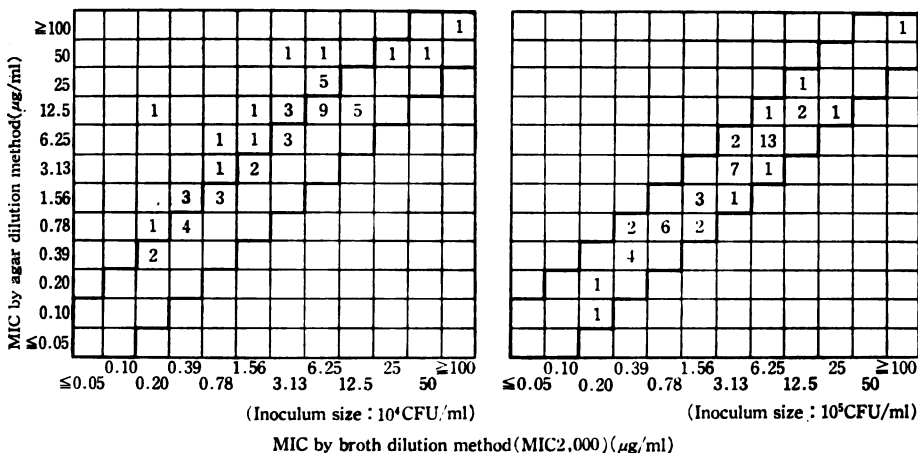 MIC by agar dilution method(μg/ml)
≧100 1 1
50 1 1 1 1
25 5 1
12.5 1 1 3 9 5 1 2 1
6.25 1 1 3 2 13
3.13 1 2 7 1
1.56 3 3 3 1
0.78 1 4 2 6 2
0.39 2 4
0.20 1
0.10 1
≦0.05
0.10 0.39 1.56 6.25 25 ≧100 0.10 0.39 1.56 6.25 25 ≧100
≦0.05 0.20 0.78 3.13 12.5 50 ≦0.05 0.20 0.78 3.13 12.5 50
(Inoculum size : 10⁴CFU/ml) (Inoculum size : 10⁵CFU/ml)
MIC by broth dilution method(MIC2,000)(μg/ml)